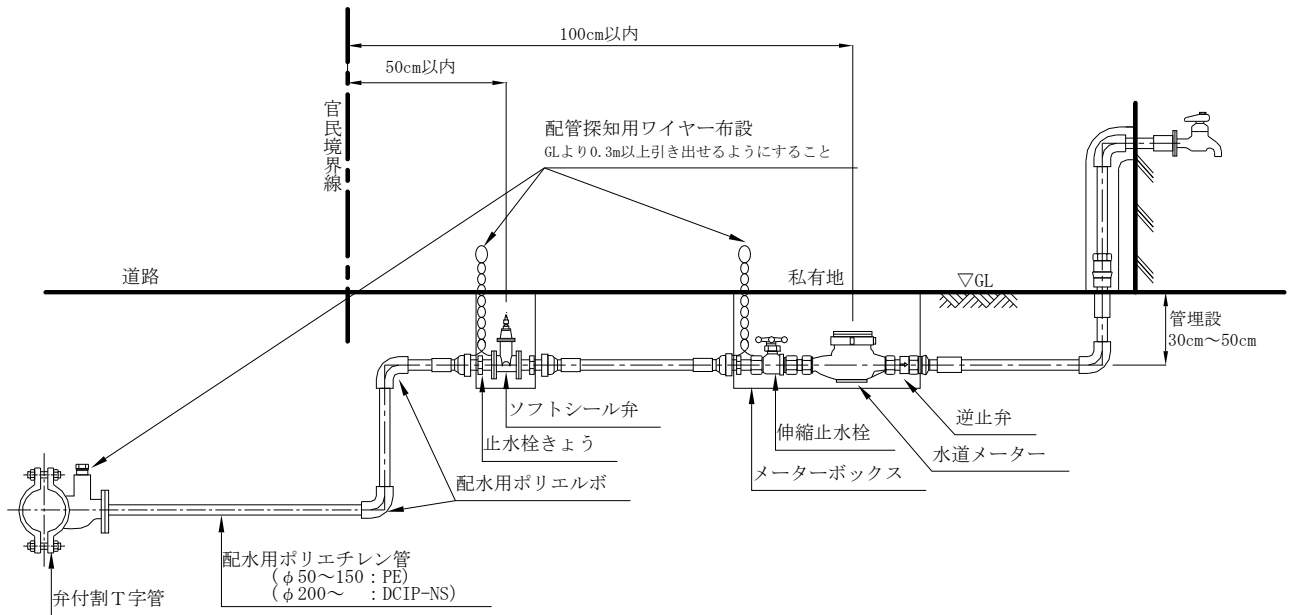 100cm以内
50cm以内
官民境界線
配管探知用ワイヤー布設
GLより0.3m以上引き出せるようにすること
道路
私有地
▽GL
管埋設
30cm～50cm
ソフトシール弁
止水栓きょう
配水用ポリエルボ
伸縮止水栓
メーターボックス
逆止弁
水道メーター
配水用ポリエチレン管
(φ50～150：PE)
(φ200～　：DCIP-NS)
弁付割T字管